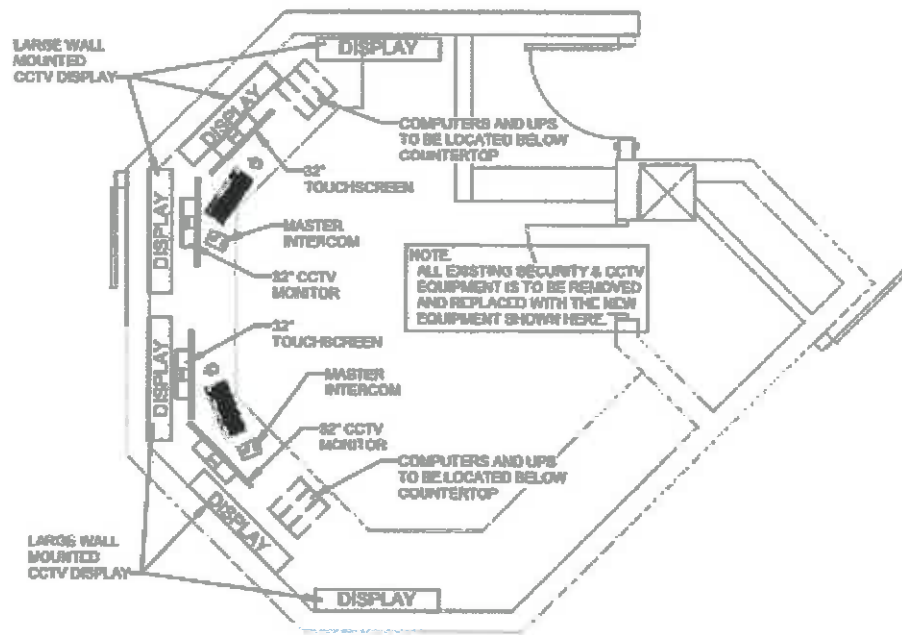 LARGE WALL
MOUNTED
CCTV DISPLAY
DISPLAY
DISPLAY
COMPUTERS AND UPS
TO BE LOCATED BELOW
COUNTERTOP
32"
TOUCHSCREEN
DISPLAY
MASTER
INTERCOM
32" CCTV
MONITOR
NOTE
ALL EXISTING SECURITY & CCTV
EQUIPMENT IS TO BE REMOVED
AND REPLACED WITH THE NEW
EQUIPMENT SHOWN HERE.
32"
TOUCHSCREEN
DISPLAY
MASTER
INTERCOM
32" CCTV
MONITOR
COMPUTERS AND UPS
TO BE LOCATED BELOW
COUNTERTOP
DISPLAY
LARGE WALL
MOUNTED
CCTV DISPLAY
DISPLAY